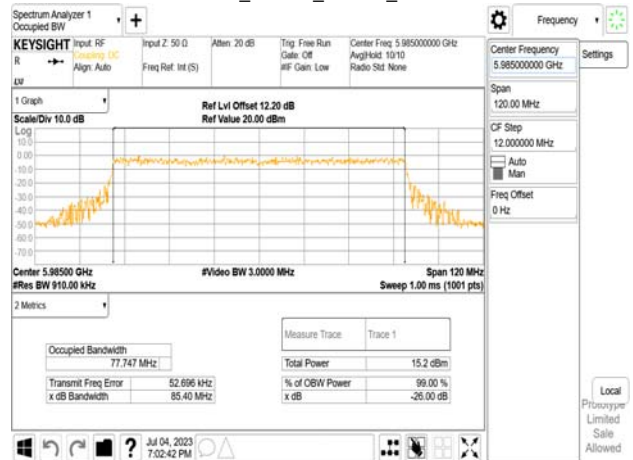 Spectrum Analyzer 1
Occupied BW
Frequency
KEYSIGHT
Input: RF
Coupling: DC
Align: Auto
Input Z: 50 Ω
Freq Ref: Int (S)
Atten: 20 dB
Trig: Free Run
Gate: Off
#IF Gain: Low
Center Freq: 5.985000000 GHz
Avg|Hold: 10/10
Radio Std: None
R
Center Frequency
5.985000000 GHz
Settings
Span
120.00 MHz
CF Step
12.000000 MHz
Auto
Man
Freq Offset
0 Hz
1 Graph
Scale/Div 10.0 dB
Ref Lvl Offset 12.20 dB
Ref Value 20.00 dBm
Log
10.0
0.00
-10.0
-20.0
-30.0
-40.0
-50.0
-60.0
-70.0
Center 5.98500 GHz
#Video BW 3.0000 MHz
Span 120 MHz
#Res BW 910.00 kHz
Sweep 1.00 ms (1001 pts)
2 Metrics
Measure Trace
Trace 1
Occupied Bandwidth
77.747 MHz
Total Power
15.2 dBm
Transmit Freq Error
52.696 kHz
% of OBW Power
99.00 %
x dB Bandwidth
85.40 MHz
x dB
-26.00 dB
Local
Prototype
Limited
Sale
Allowed
?
Jul 04, 2023
7:02:42 PM